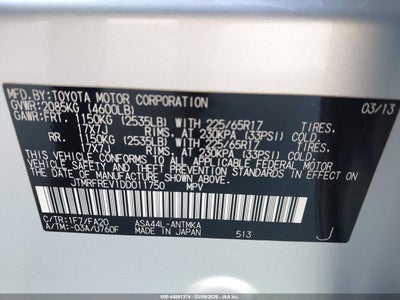 MFD.BY:TOYOTA MOTOR CORPORATION 03/13
GVWR:2085KG (4600LB)
GAWR:FRT. 1150KG (2535LB) WITH 225/65R17 TIRES,
17X7J RIMS, AT 230KPA (33PSI) COLD.
RR. 1150KG (2535LB) WITH 225/65R17 TIRES,
17X7J RIMS, AT 230KPA (33PSI) COLD.
THIS VEHICLE CONFORMS TO ALL APPLICABLE FEDERAL MOTOR
VEHICLE SAFETY STANDARDS IN EFFECT ON THE DATE OF
MANUFACTURE SHOWN ABOVE.
JTMRFREV1DD011750 MPV
C/TR:1F7/FA20 ASA44L-ANTMKA
A/TM:-03A/U760F MADE IN JAPAN 513 J